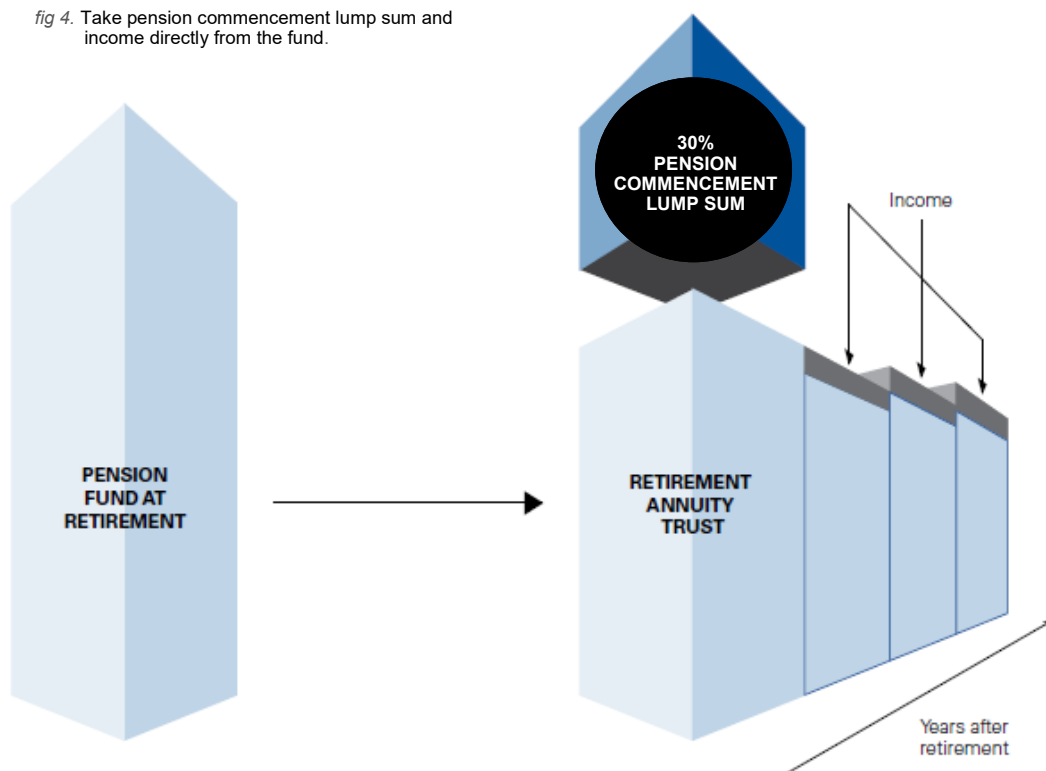 fig 4. Take pension commencement lump sum and
income directly from the fund.
30%
PENSION
COMMENCEMENT
LUMP SUM
Income
PENSION
FUND AT
RETIREMENT
RETIREMENT
ANNUITY
TRUST
Years after
retirement